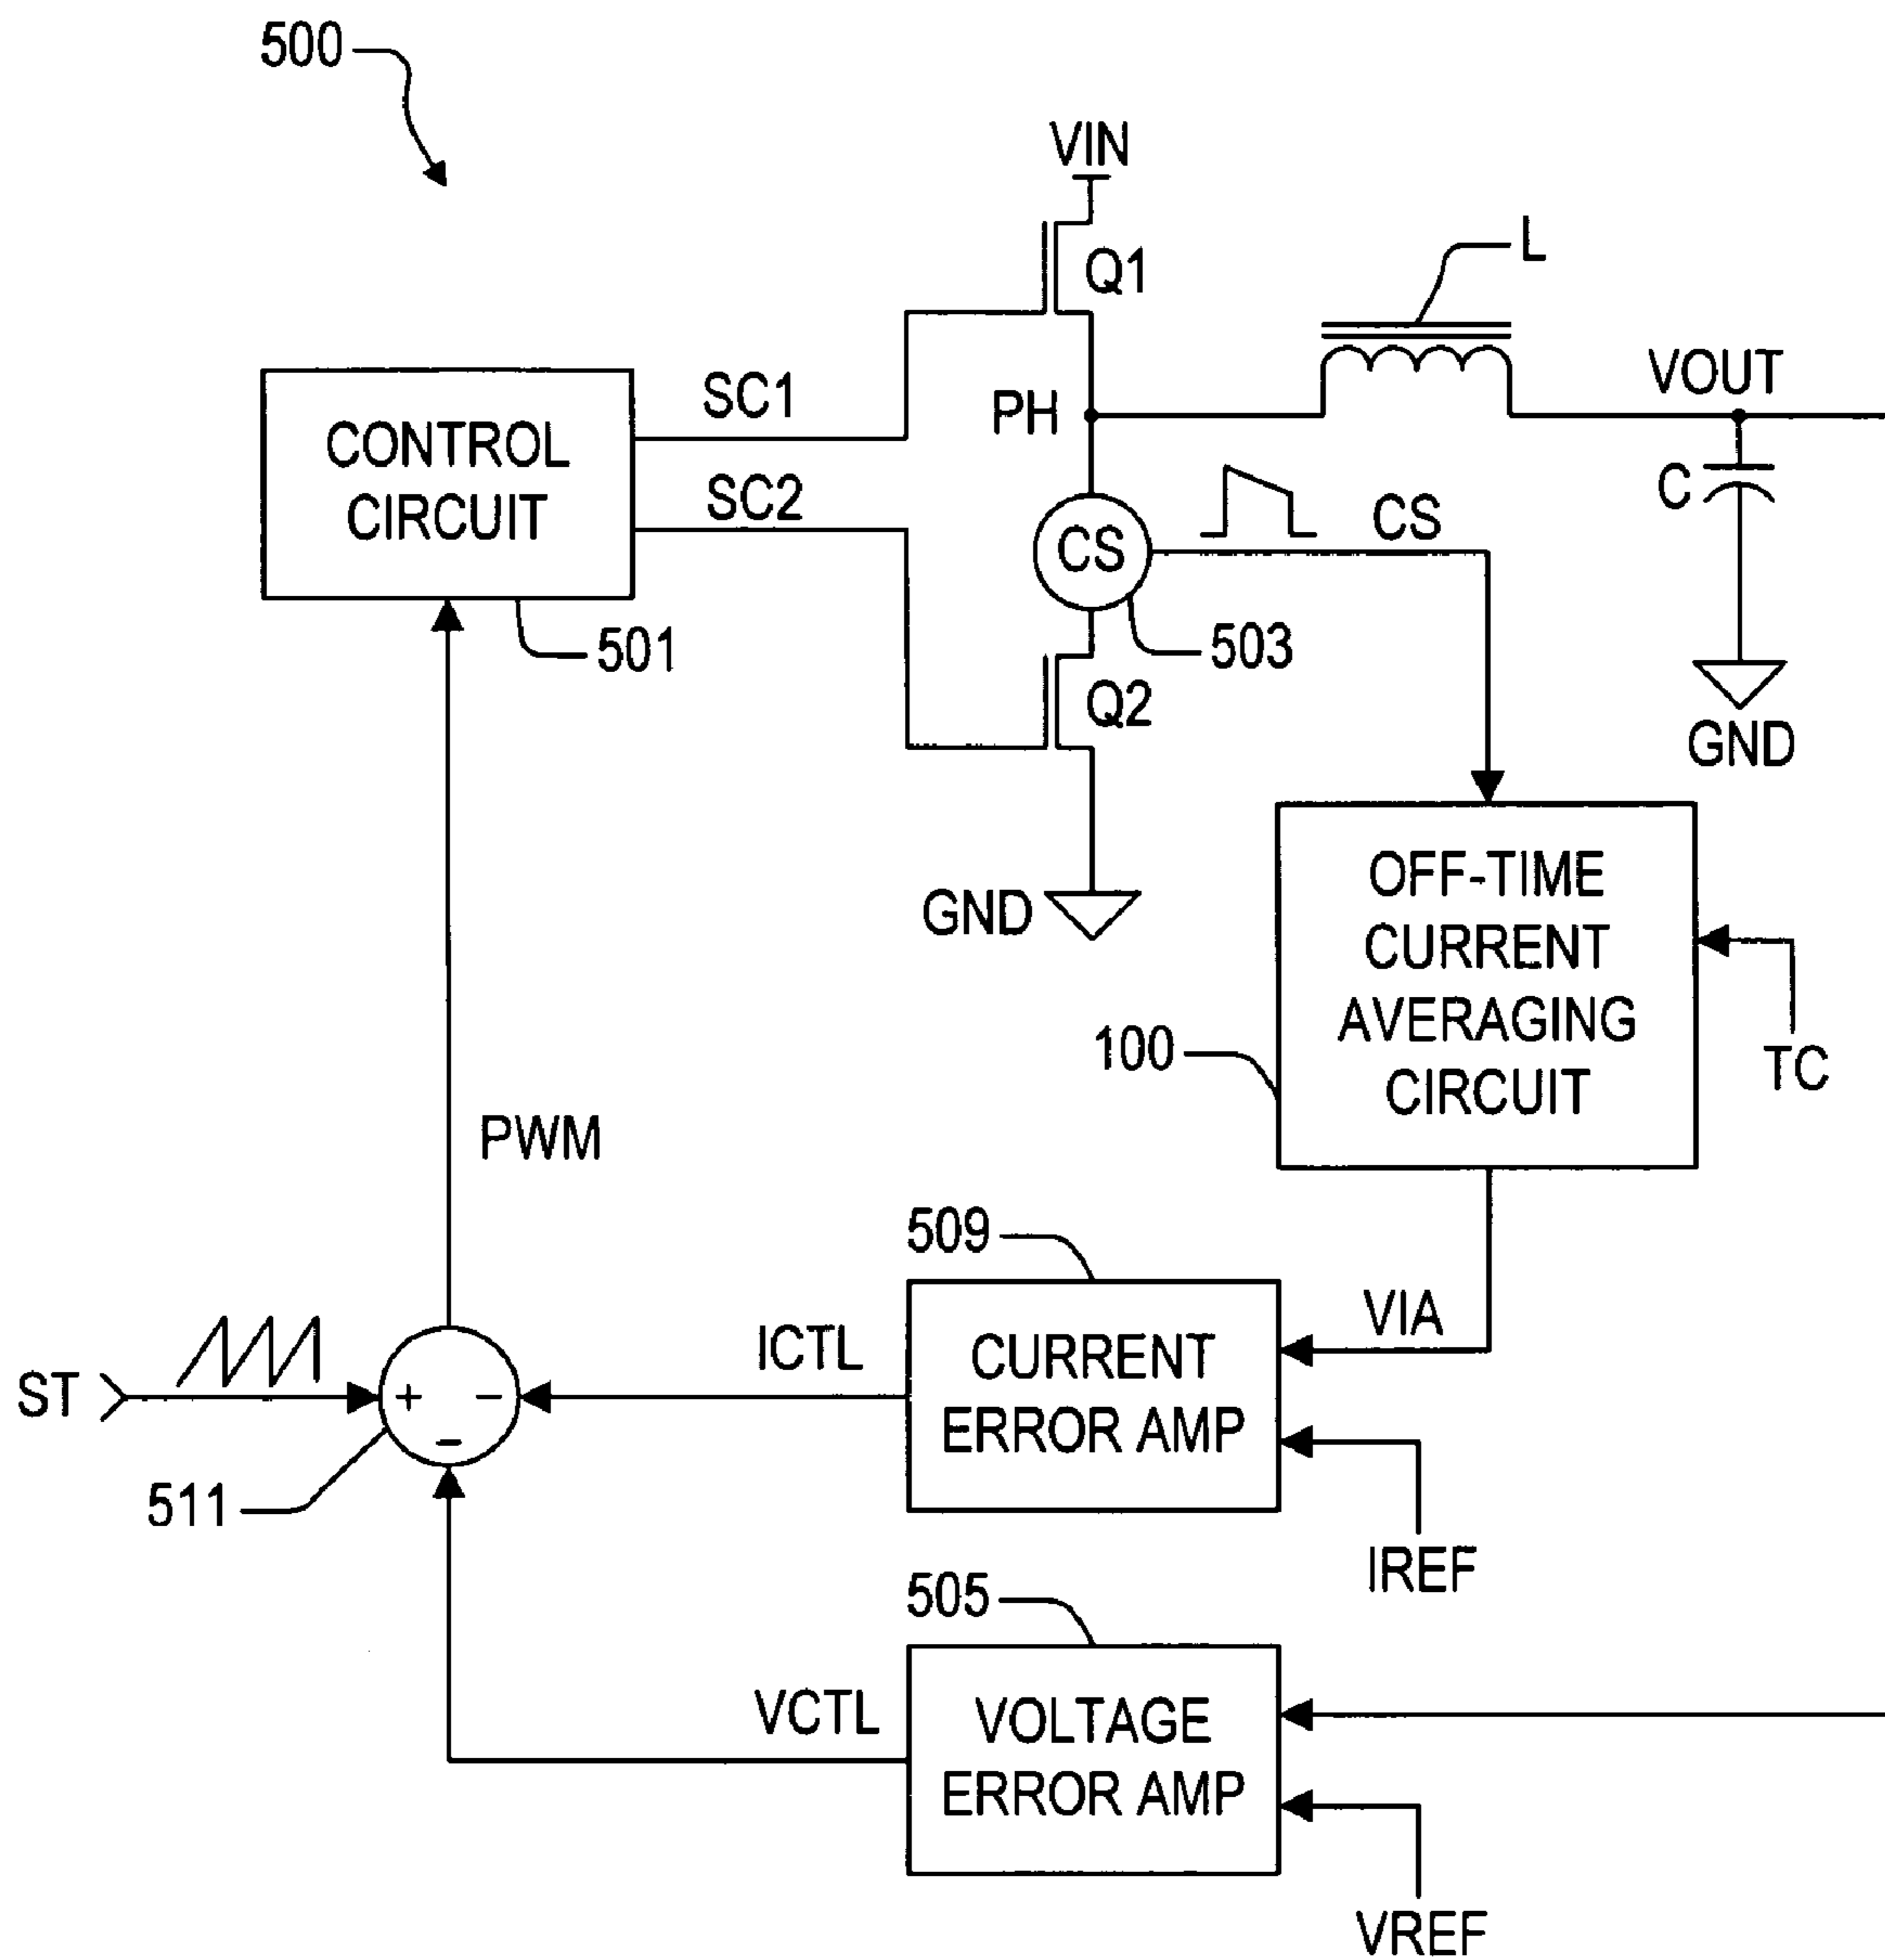 500
VIN
Q1
L
SC1
PH
VOUT
CONTROL
CIRCUIT
SC2
C
CS
CS
501
503
Q2
GND
GND
OFF-TIME
CURRENT
AVERAGING
CIRCUIT
100
TC
PWM
509
VIA
ICTL
CURRENT
ERROR AMP
ST
+
-
-
511
IREF
505
VCTL
VOLTAGE
ERROR AMP
VREF